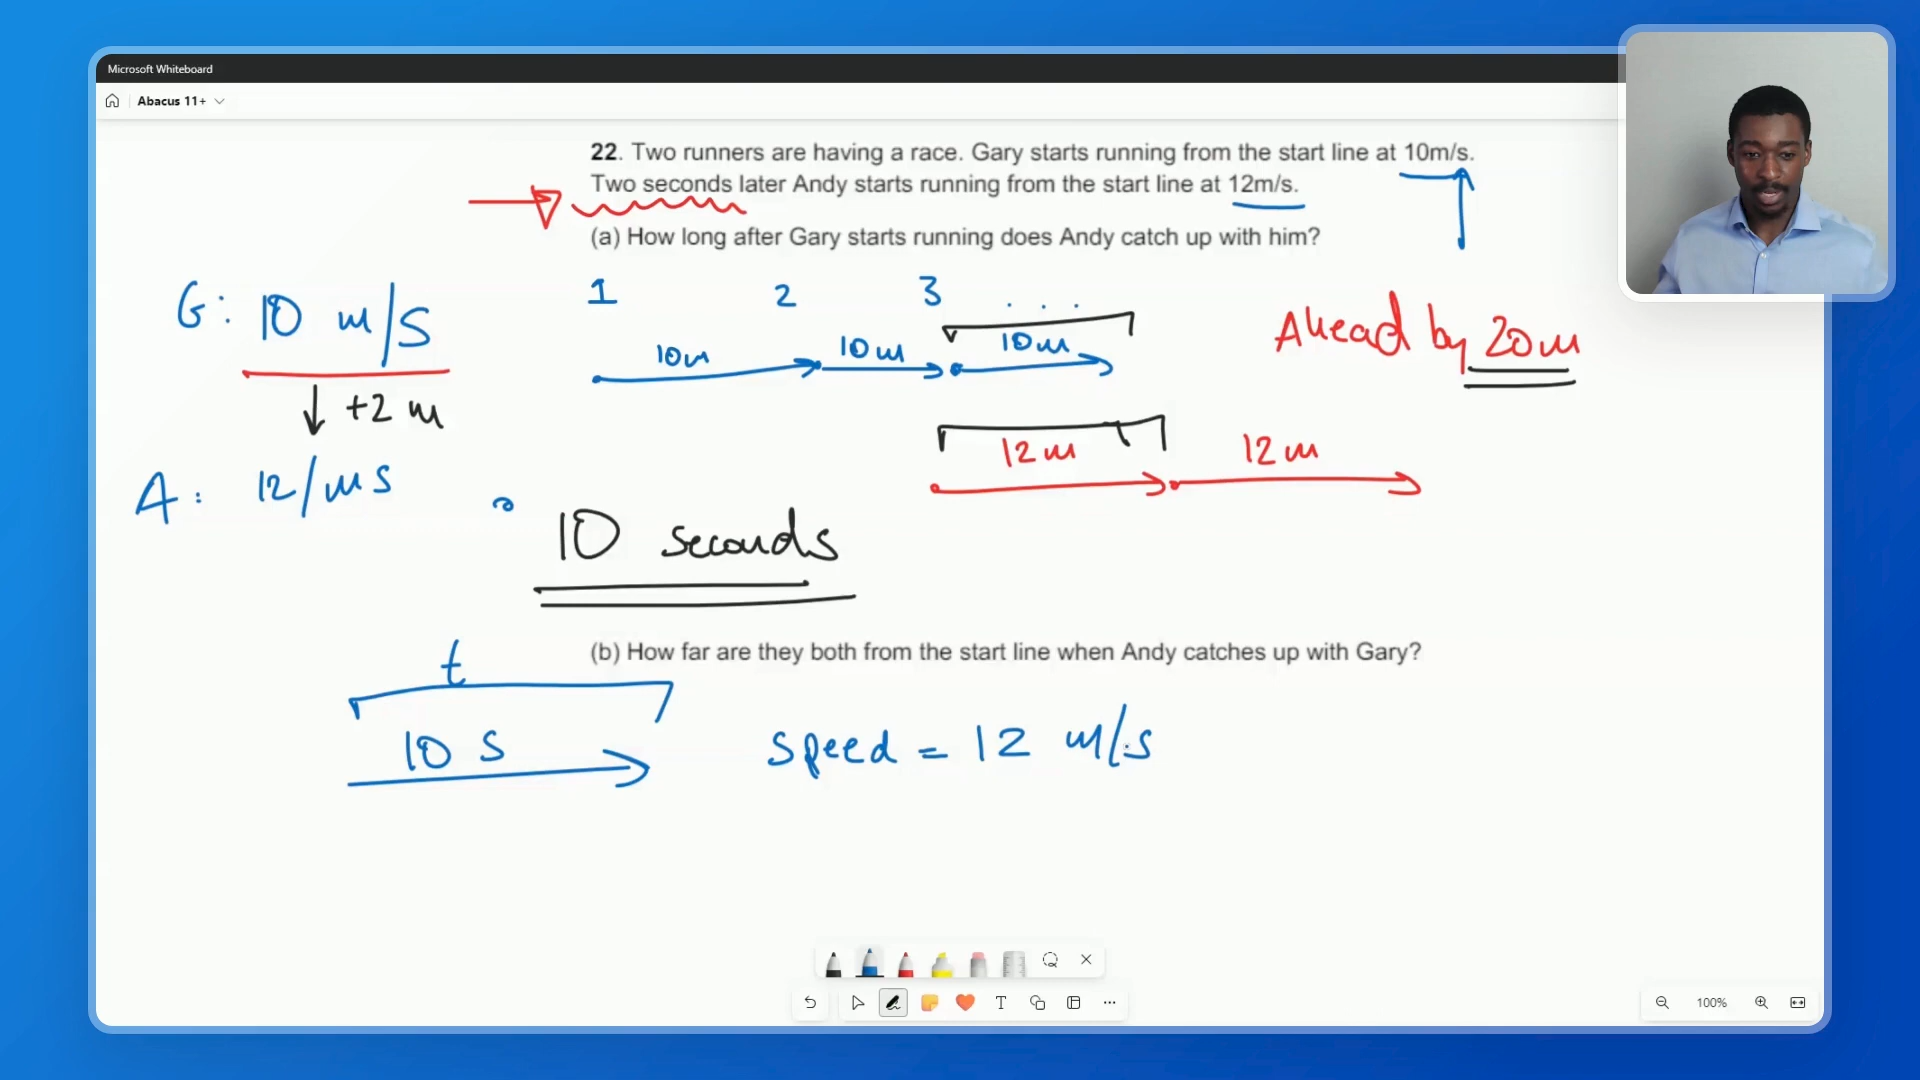 Microsoft Whiteboard
Abacus 11+
22. Two runners are having a race. Gary starts running from the start line at 10m/s.
Two seconds later Andy starts running from the start line at 12m/s.
(a) How long after Gary starts running does Andy catch up with him?
1 2 3 . . .
G: 10 m/s
10m 10m 10m
Ahead by 20m
+2 m
12m 12m
A: 12/ms
10 seconds
(b) How far are they both from the start line when Andy catches up with Gary?
t
10 s
speed = 12 m/s
T
100%